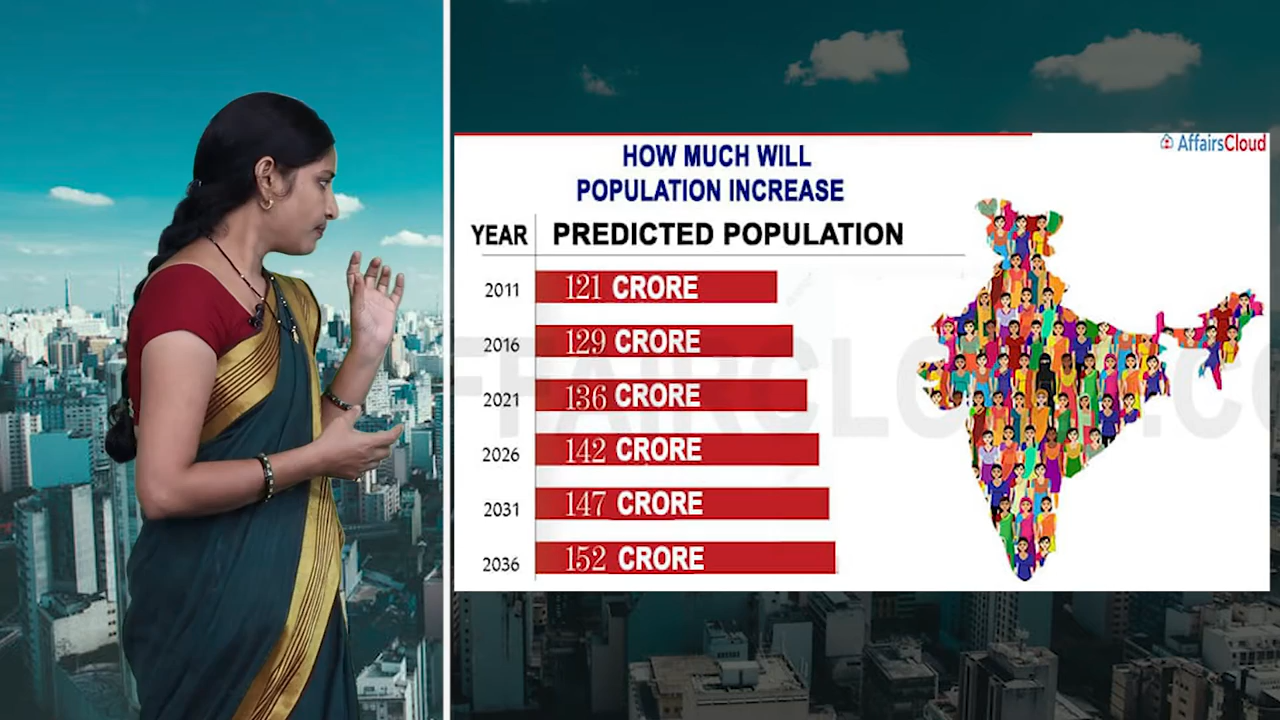 AffairsCloud
HOW MUCH WILL
POPULATION INCREASE
YEAR PREDICTED POPULATION
2011 121 CRORE
2016 129 CRORE
2021 136 CRORE
2026 142 CRORE
2031 147 CRORE
2036 152 CRORE